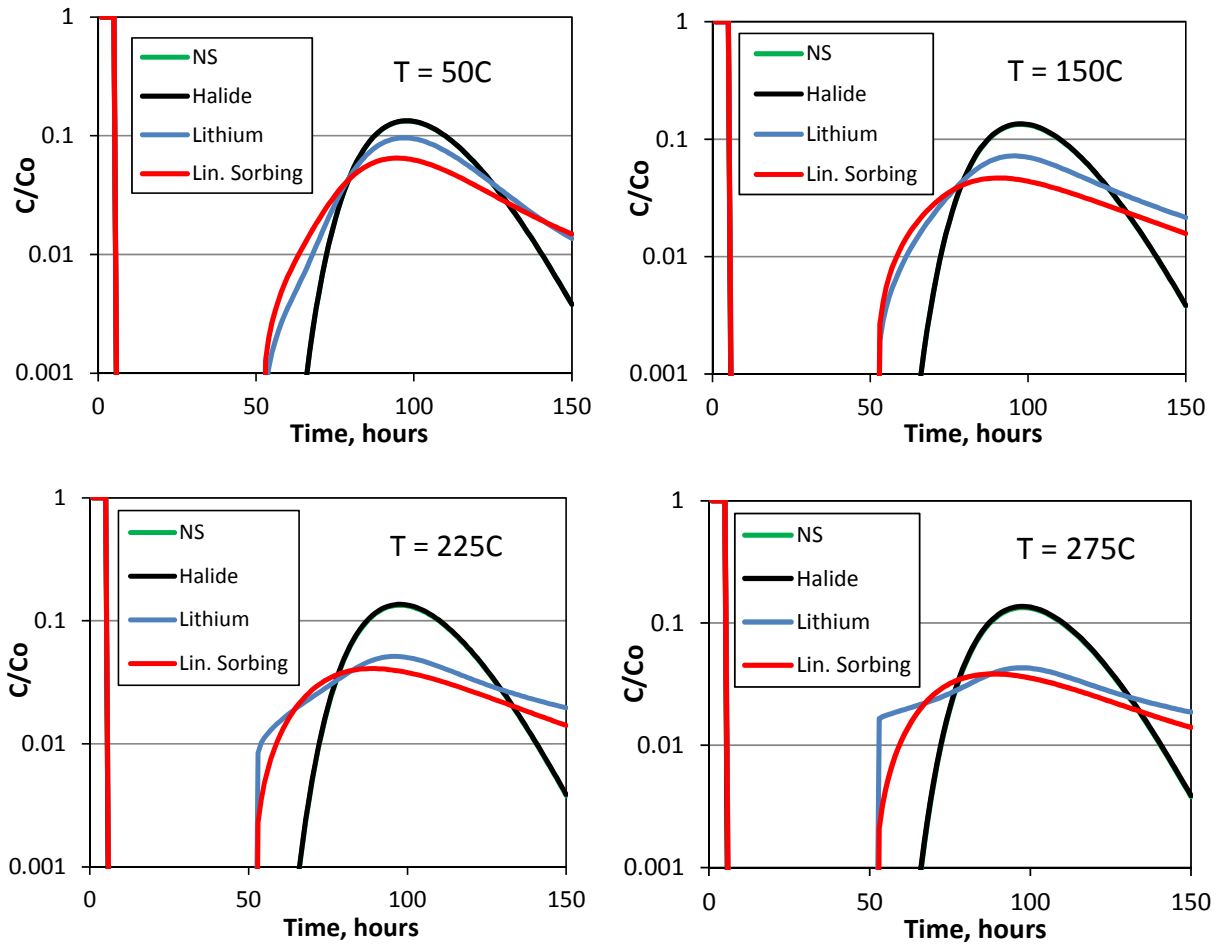 1
NS
T = 50C
Halide
Lithium
0.1
Lin. Sorbing
C/Co
0.01
0.001
0
50
100
150
Time, hours
1
NS
T = 150C
Halide
0.1
Lithium
Lin. Sorbing
C/Co
0.01
0.001
0
50
100
150
Time, hours
1
NS
T = 225C
Halide
0.1
Lithium
Lin. Sorbing
C/Co
0.01
0.001
0
50
100
150
Time, hours
1
NS
T = 275C
Halide
0.1
Lithium
Lin. Sorbing
C/Co
0.01
0.001
0
50
100
150
Time, hours